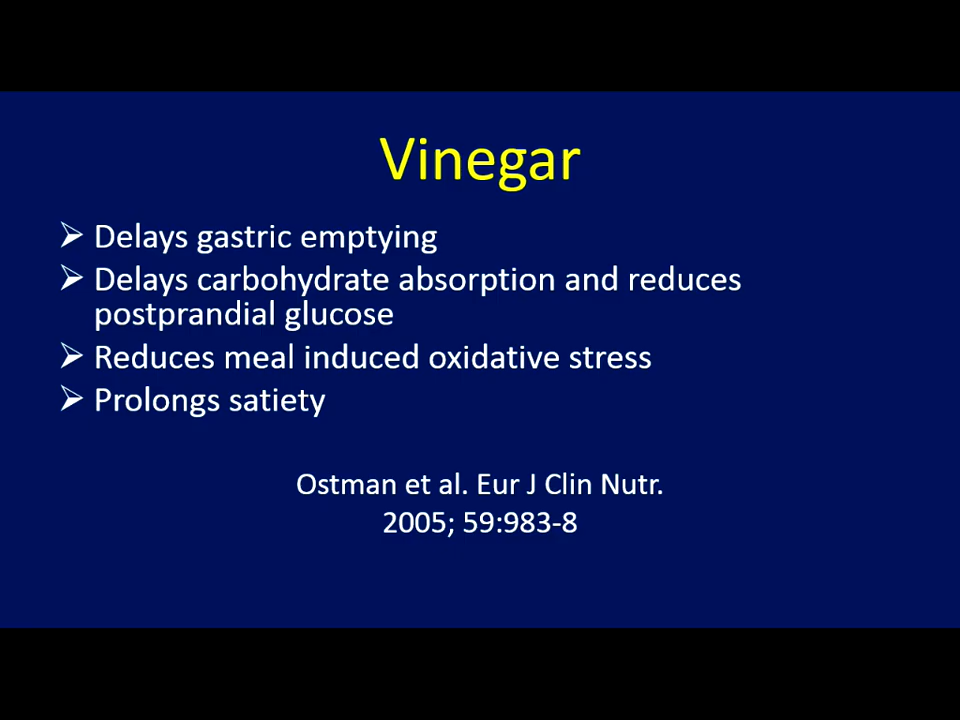 Vinegar
➢ Delays gastric emptying
➢ Delays carbohydrate absorption and reduces
postprandial glucose
➢ Reduces meal induced oxidative stress
➢ Prolongs satiety
Ostman et al. Eur J Clin Nutr.
2005; 59:983-8